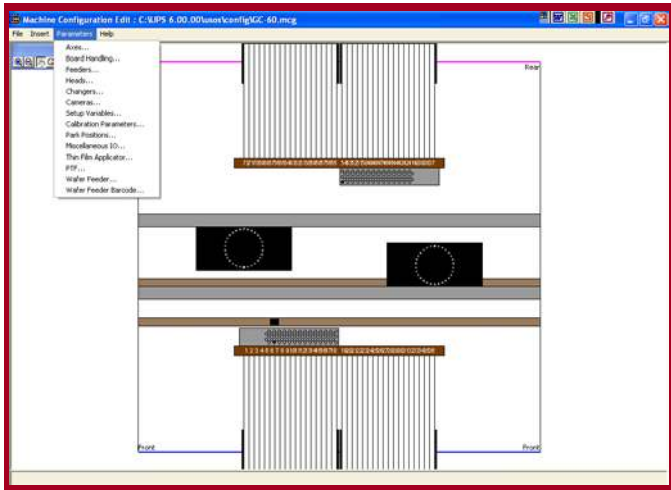 Machine Configuration Edit : C:\UPS 6.00.00\usos\config\GC-60.mcg
File Insert Parameters Help
Axes...
Board Handling...
Feeders...
Heads...
Changers...
Cameras...
Setup Variables...
Calibration Parameters...
Park Positions...
Miscellaneous IO...
Thin Film Applicator...
PTF...
Wafer Feeder...
Wafer Feeder Barcode...
Rear
Front
Front